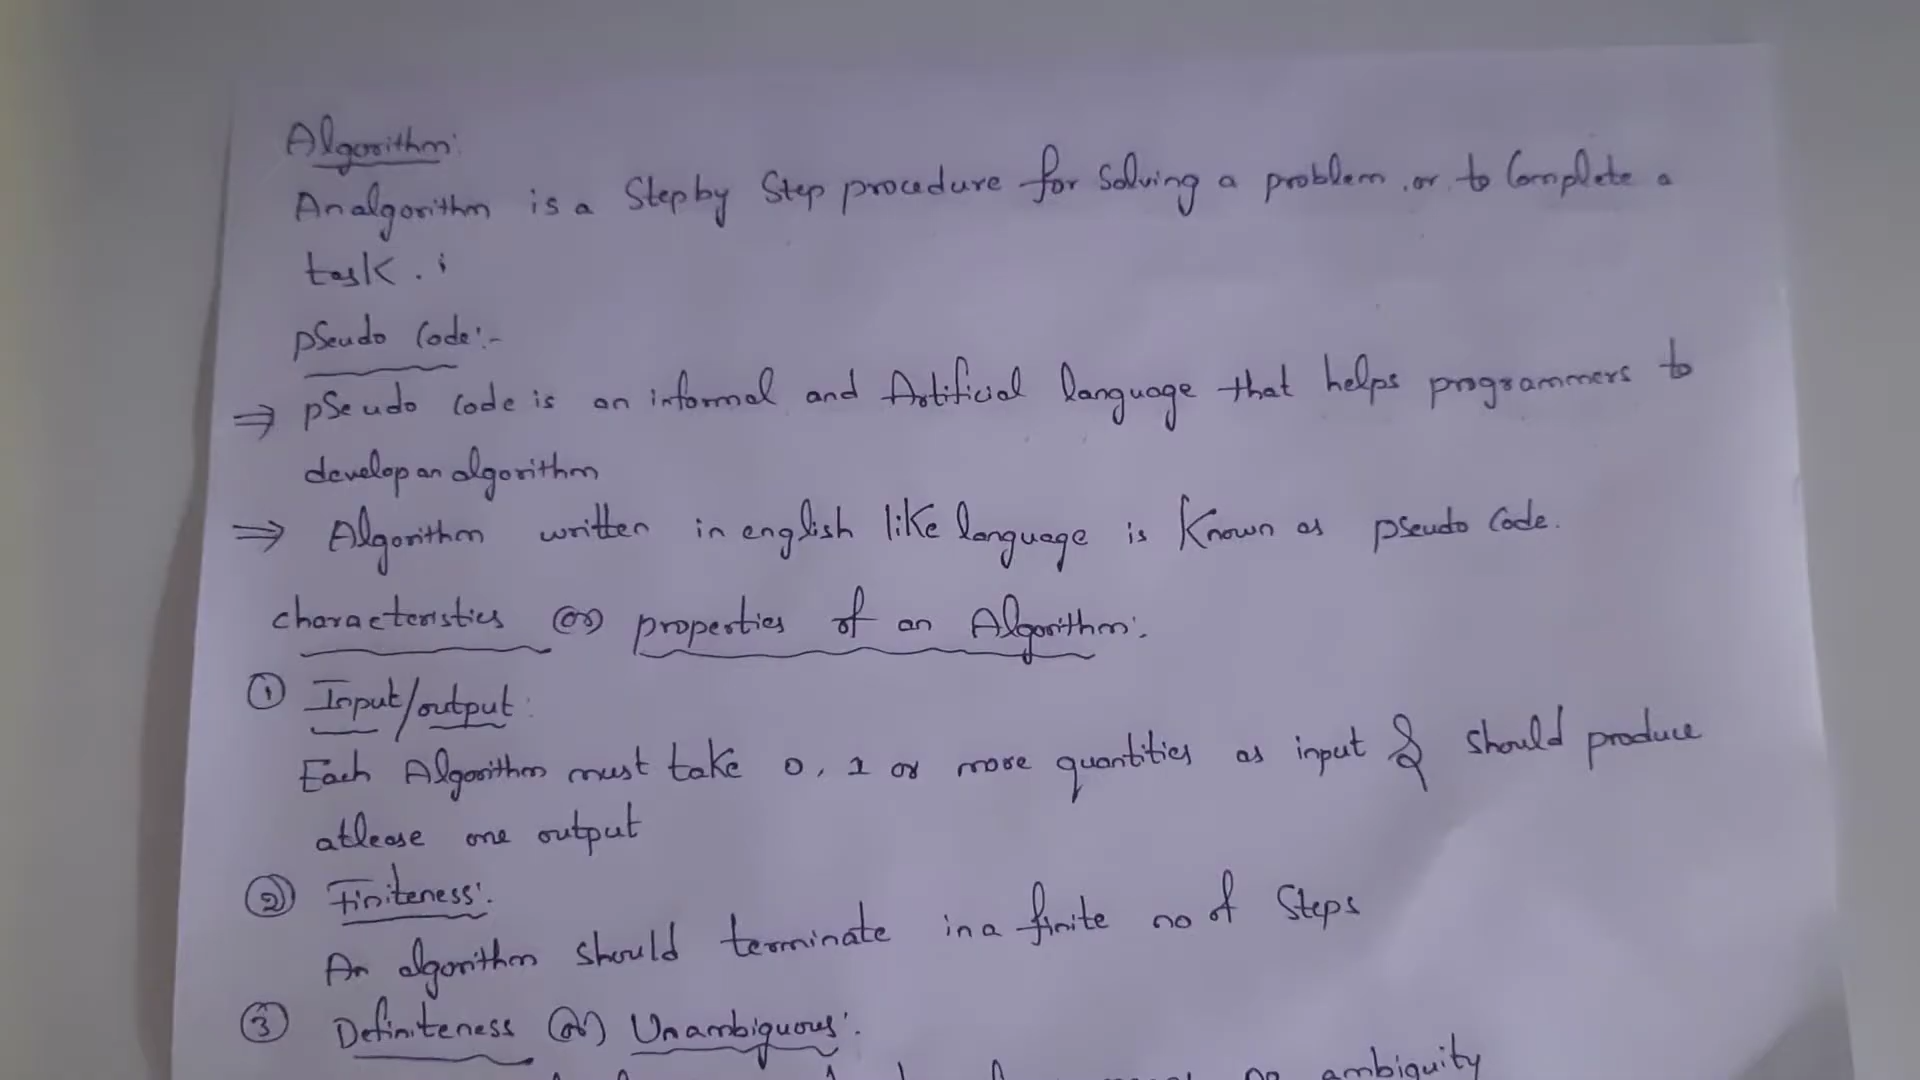 Algorithm:
An algorithm is a Step by Step procedure for Solving a problem or to Complete a
task.
pseudo Code:-
⇒ pseudo code is an informal and Artificial language that helps programmers to
develop an algorithm
⇒ Algorithm written in english like language is Known as pseudo Code.
characteristics (or) properties of an Algorithm:
① Input/output:
Each Algorithm must take 0, 1 or more quantities as input & should produce
atlease one output
② Finiteness:
An algorithm should terminate in a finite no of Steps
③ Definiteness (or) Unambiguous:
no ambiguity